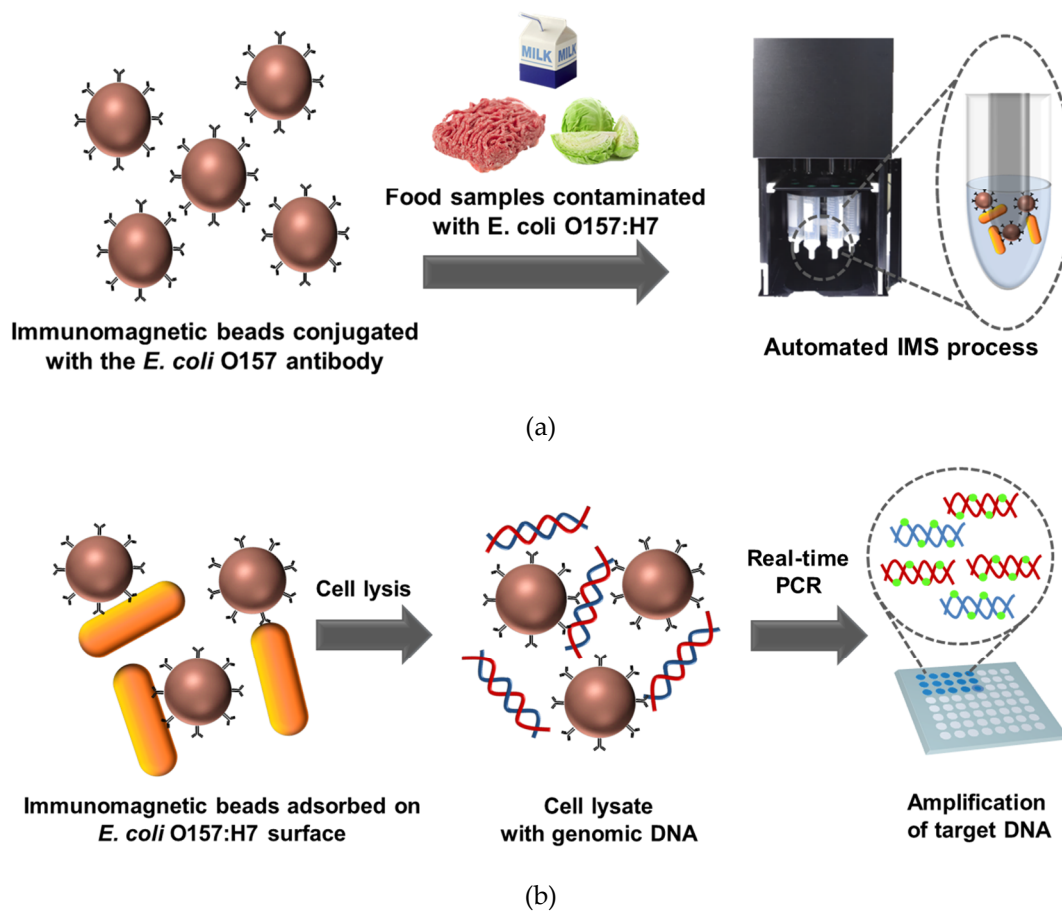 MILK
MILK
Food samples contaminated
with E. coli O157:H7
Immunomagnetic beads conjugated
with the E. coli O157 antibody
Automated IMS process
(a)
Cell lysis
Real-time
PCR
Immunomagnetic beads adsorbed on
E. coli O157:H7 surface
Cell lysate
with genomic DNA
Amplification
of target DNA
(b)